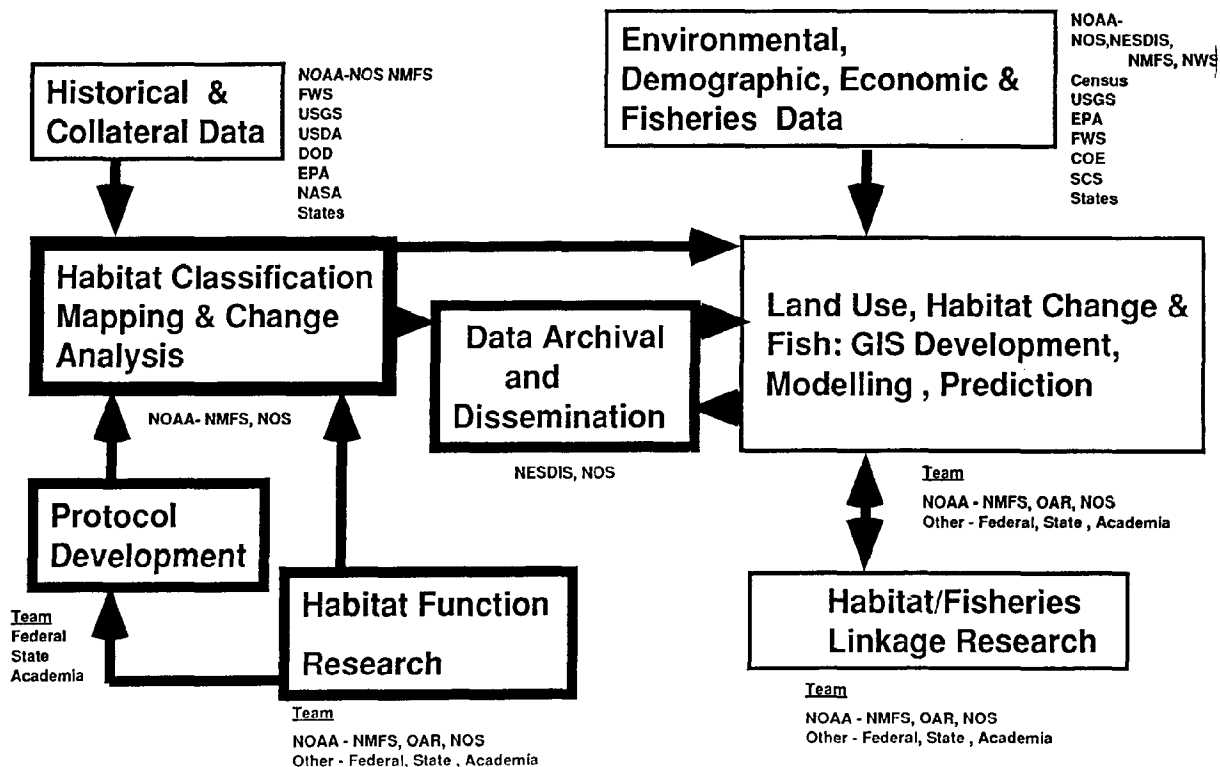 Historical &
Collateral Data
NOAA-NOS NMFS
FWS
USGS
USDA
DOD
EPA
NASA
States
Environmental,
Demographic, Economic &
Fisheries Data
NOAA-
NOS,NESDIS,
NMFS, NWS
Census
USGS
EPA
FWS
COE
SCS
States
Habitat Classification
Mapping & Change
Analysis
NOAA- NMFS, NOS
Data Archival
and
Dissemination
NESDIS, NOS
Land Use, Habitat Change &
Fish: GIS Development,
Modelling , Prediction
Team
NOAA - NMFS, OAR, NOS
Other - Federal, State , Academia
Protocol
Development
Team
Federal
State
Academia
Habitat Function
Research
Team
NOAA - NMFS, OAR, NOS
Other - Federal, State , Academia
Habitat/Fisheries
Linkage Research
Team
NOAA - NMFS, OAR, NOS
Other - Federal, State , Academia